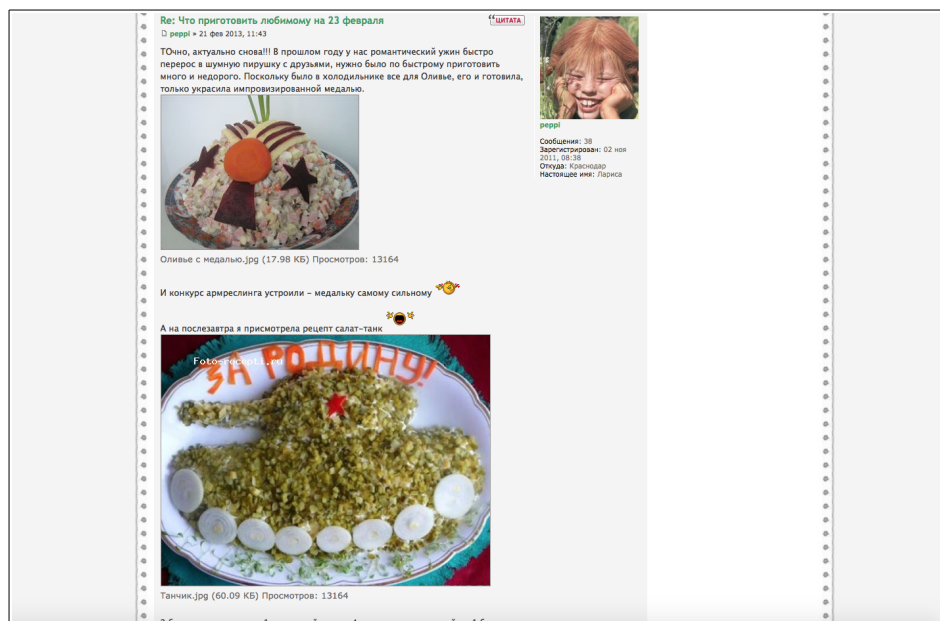 Re: Что приготовить любимому на 23 февраля
ЦИТАТА
peppi » 21 фев 2013, 11:43
ТОчно, актуально снова!!! В прошлом году у нас романтический ужин быстро
перерос в шумную пирушку с друзьями, нужно было по быстрому приготовить
много и недорого. Поскольку было в холодильнике все для Оливье, его и готовила,
только украсила импровизированной медалью.
peppi
Сообщения: 38
Зарегистрирован: 02 ноя
2011, 08:38
Откуда: Краснодар
Настоящее имя: Лариса
Оливье с медалью.jpg (17.98 КБ) Просмотров: 13164
И конкурс армреслинга устроили - медальку самому сильному
А на послезавтра я присмотрела рецепт салат-танк
ЗА РОДИНУ!
Танчик.jpg (60.09 КБ) Просмотров: 13164